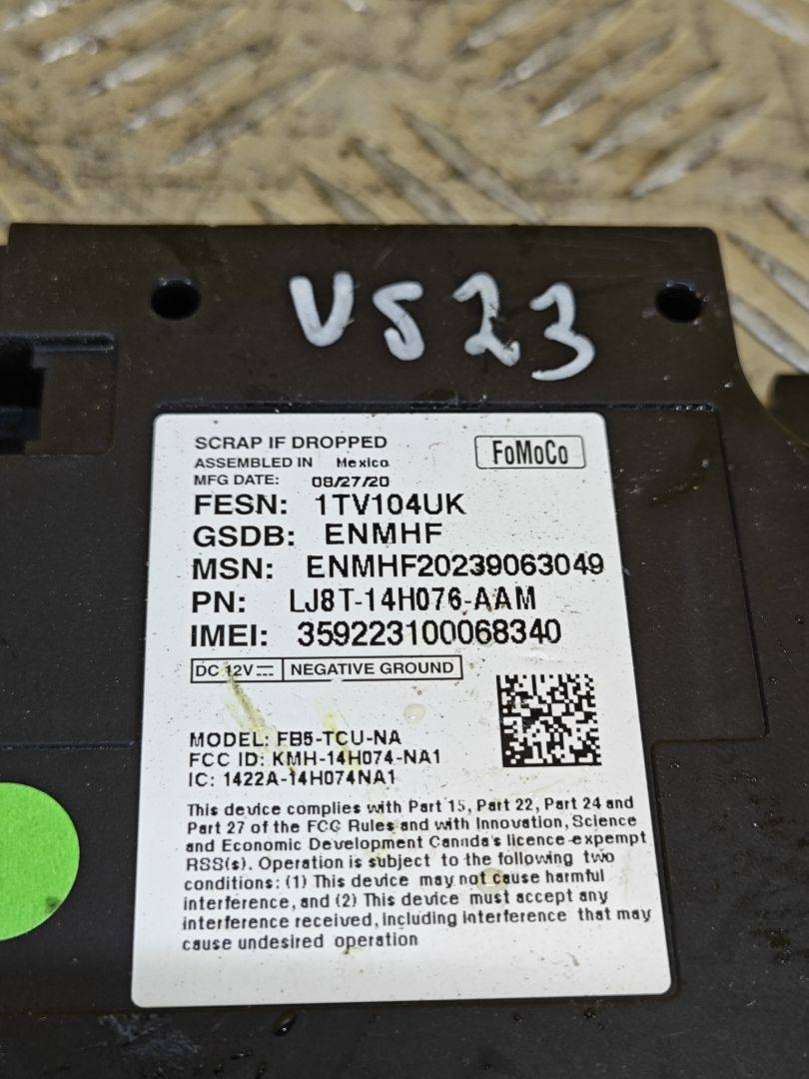 VS23
SCRAP IF DROPPED
FoMoCo
ASSEMBLED IN Mexico
MFG DATE: 08/27/20
FESN: 1TV104UK
GSDB: ENMHF
MSN: ENMHF20239063049
PN: LJ8T-14H076-AAM
IMEI: 359223100068340
DC 12V NEGATIVE GROUND
MODEL: FB5-TCU-NA
FCC ID: KMH-14H074-NA1
IC: 1422A-14H074NA1
This device complies with Part 15, Part 22, Part 24 and
Part 27 of the FCC Rules and with Innovation, Science
and Economic Development Canada's licence-expempt
RSS(s). Operation is subject to the following two
conditions: (1) This device may not cause harmful
interference, and (2) This device must accept any
interference received, including interference that may
cause undesired operation